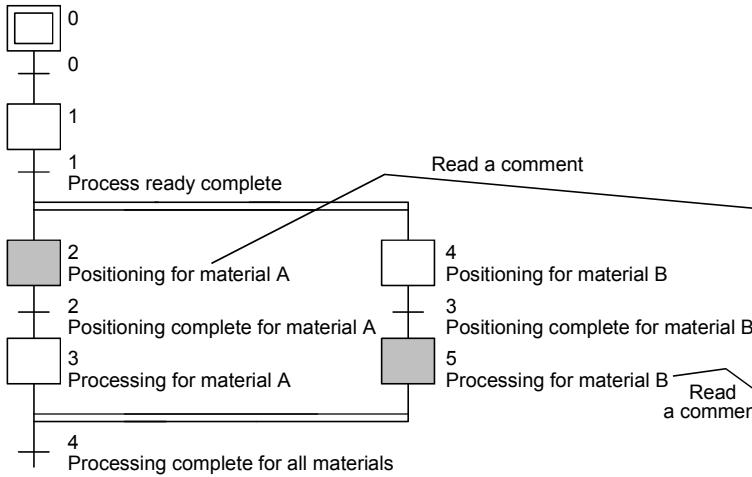 0
0
1
1
Process ready complete
Read a comment
2
Positioning for material A
4
Positioning for material B
2
Positioning complete for material A
3
Positioning complete for material B
3
Processing for material A
5
Processing for material B
Read
a commen
4
Processing complete for all materials